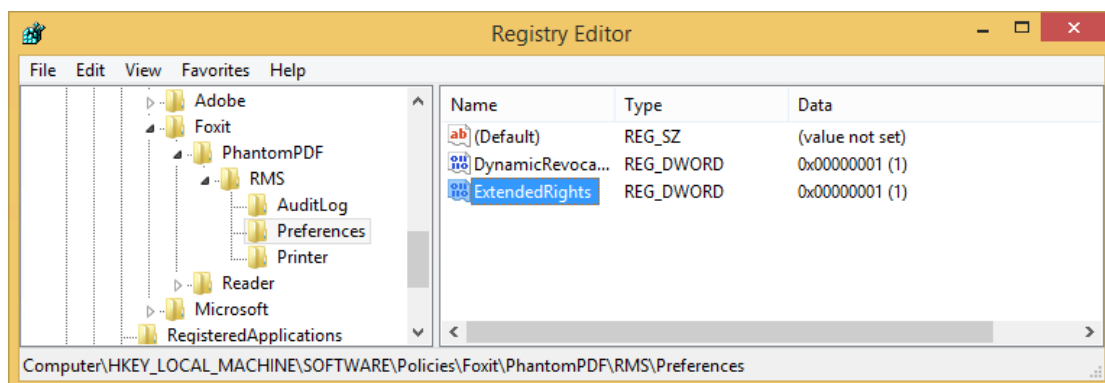 Registry Editor
File Edit View Favorites Help
Adobe
Foxit
PhantomPDF
RMS
AuditLog
Preferences
Printer
Reader
Microsoft
RegisteredApplications
Name Type Data
ab (Default) REG_SZ (value not set)
DynamicRevoca... REG_DWORD 0x00000001 (1)
ExtendedRights REG_DWORD 0x00000001 (1)
Computer\HKEY_LOCAL_MACHINE\SOFTWARE\Policies\Foxit\PhantomPDF\RMS\Preferences